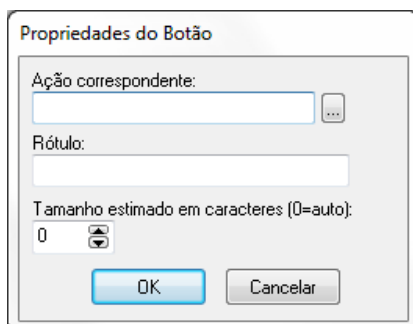 Propriedades do Botão
Ação correspondente:
...
Rótulo:
Tamanho estimado em caracteres (0=auto):
0
OK Cancelar